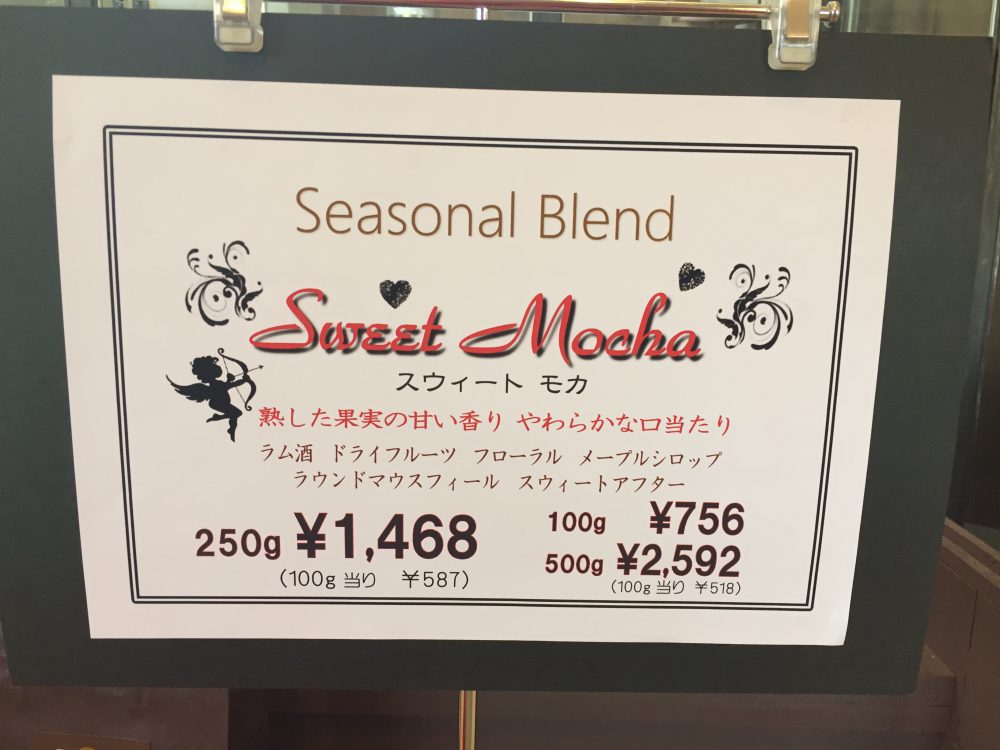 Seasonal Blend
Sweet Mocha
スウィート モカ
熟した果実の甘い香り やわらかな口当たり
ラム酒 ドライフルーツ フローラル メープルシロップ
ラウンドマウスフィール スウィートアフター
250g ¥1,468
(100g 当り ¥587)
100g ¥756
500g ¥2,592
(100g 当り ¥518)